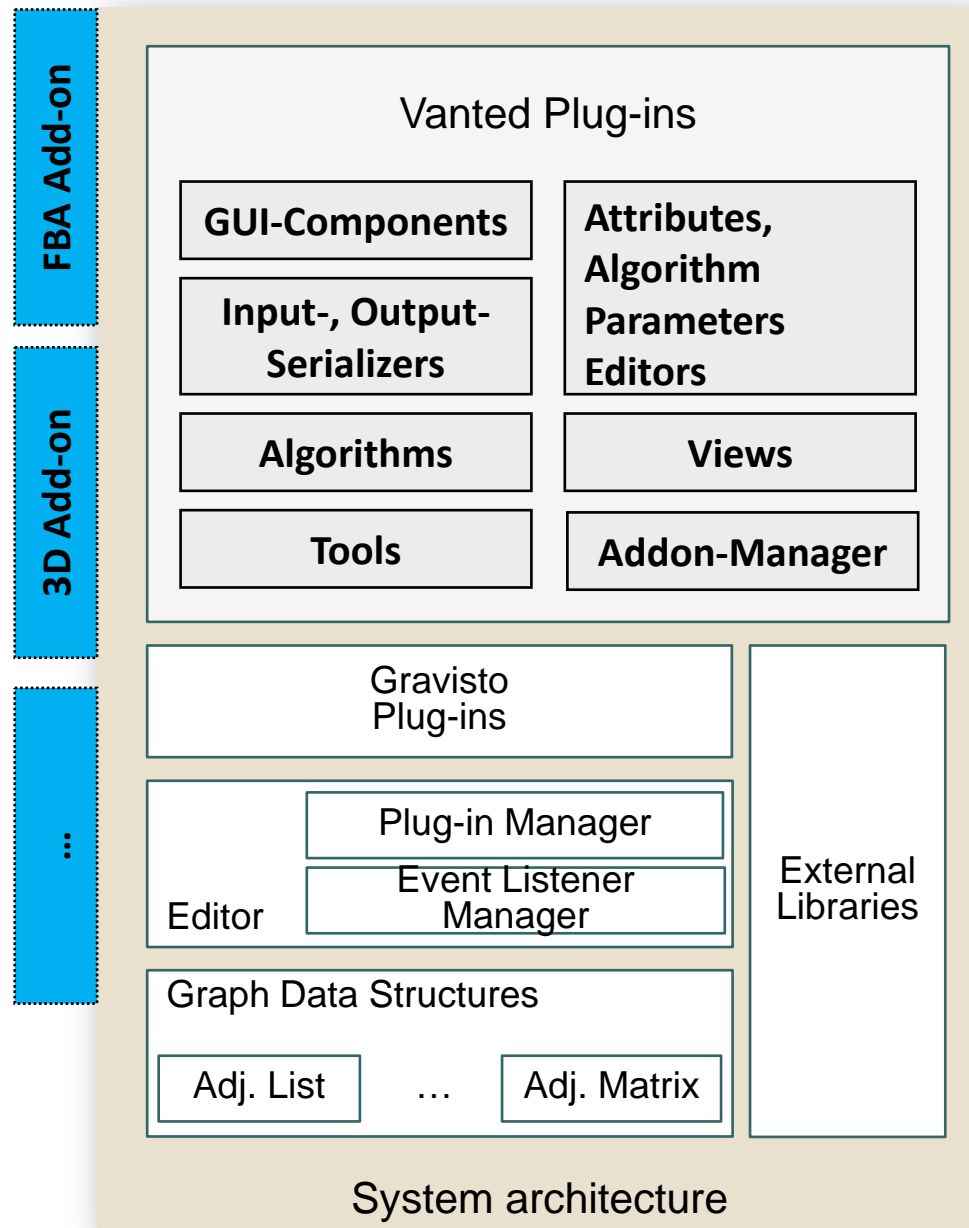 FBA Add-on
3D Add-on
...
Vanted Plug-ins
GUI-Components
Input-, Output-
Serializers
Algorithms
Tools
Attributes,
Algorithm
Parameters
Editors
Views
Addon-Manager
Gravisto
Plug-ins
Plug-in Manager
Event Listener
Manager
Editor
Graph Data Structures
Adj. List
…
Adj. Matrix
External
Libraries
System architecture